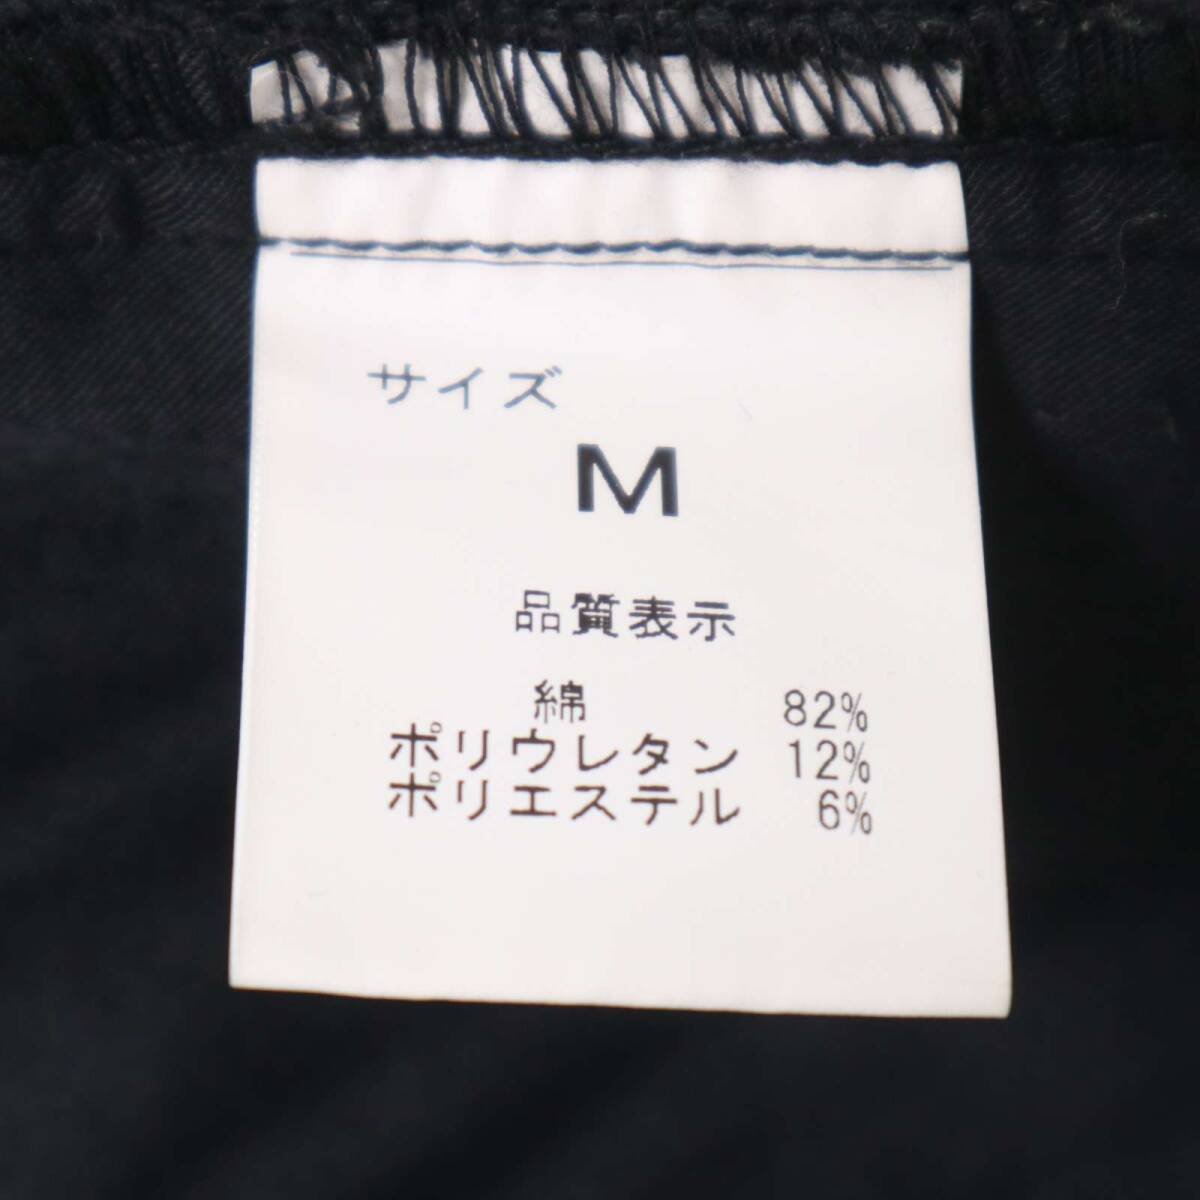 サイズ
M
品質表示
綿 82%
ポリウレタン 12%
ポリエステル 6%